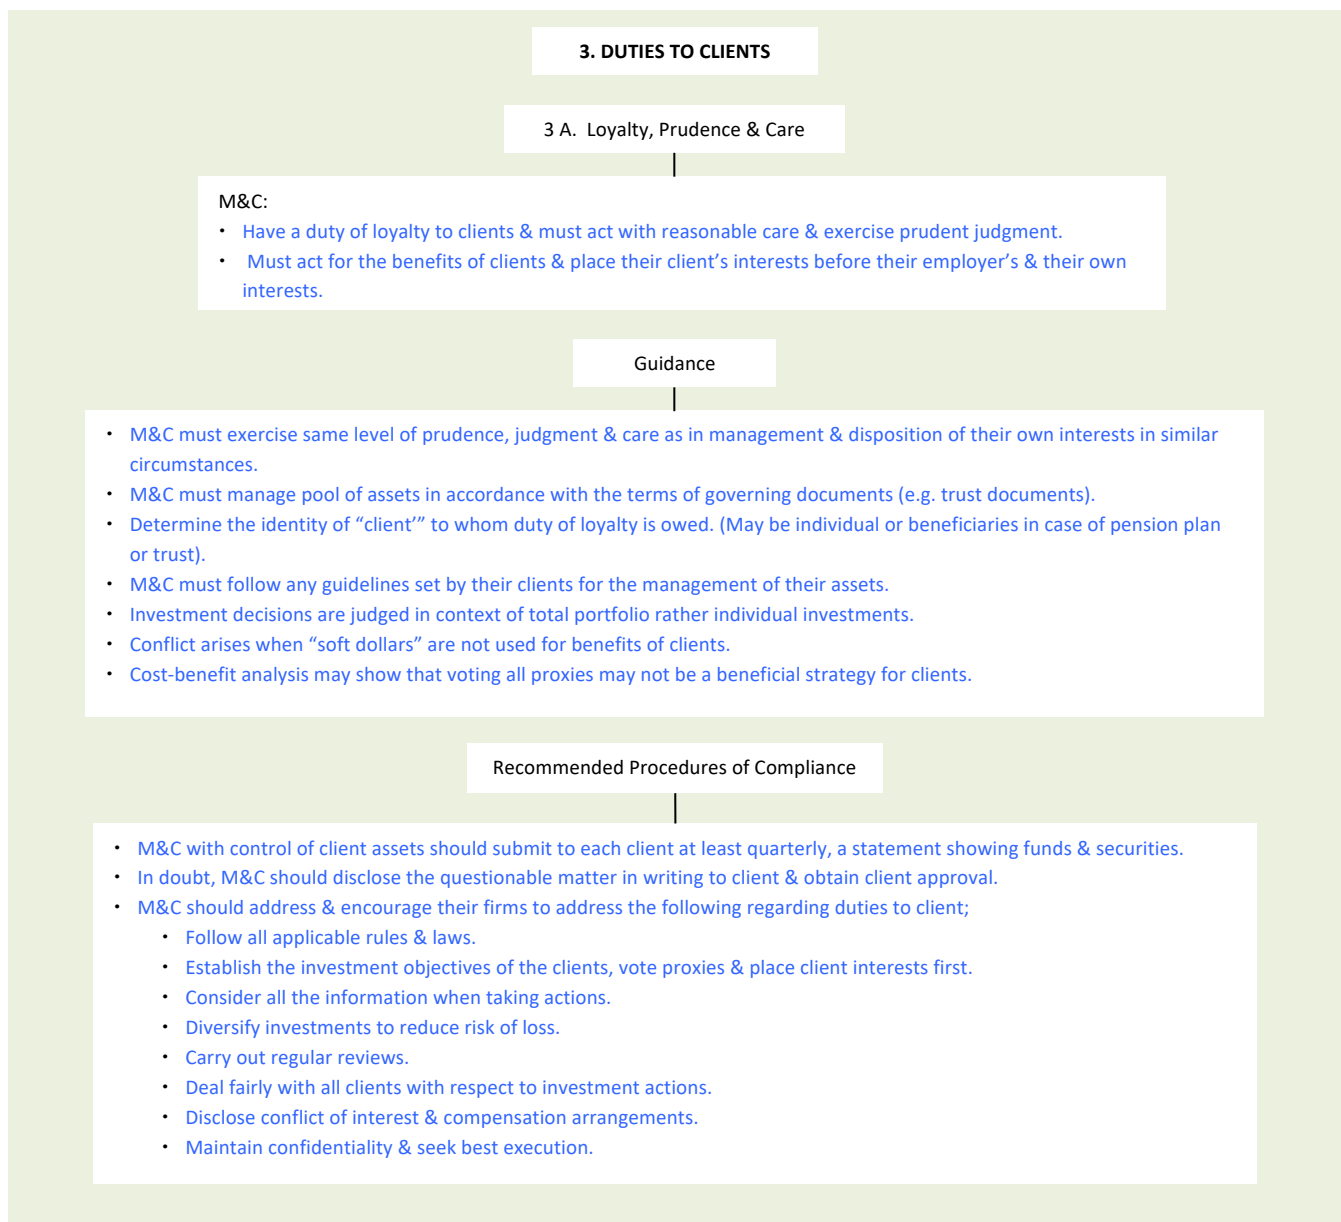 3. DUTIES TO CLIENTS
3 A. Loyalty, Prudence & Care
M&C:
• Have a duty of loyalty to clients & must act with reasonable care & exercise prudent judgment.
• Must act for the benefits of clients & place their client’s interests before their employer’s & their own
interests.
Guidance
• M&C must exercise same level of prudence, judgment & care as in management & disposition of their own interests in similar
circumstances.
• M&C must manage pool of assets in accordance with the terms of governing documents (e.g. trust documents).
• Determine the identity of “client’” to whom duty of loyalty is owed. (May be individual or beneficiaries in case of pension plan
or trust).
• M&C must follow any guidelines set by their clients for the management of their assets.
• Investment decisions are judged in context of total portfolio rather individual investments.
• Conflict arises when “soft dollars” are not used for benefits of clients.
• Cost-benefit analysis may show that voting all proxies may not be a beneficial strategy for clients.
Recommended Procedures of Compliance
• M&C with control of client assets should submit to each client at least quarterly, a statement showing funds & securities.
• In doubt, M&C should disclose the questionable matter in writing to client & obtain client approval.
• M&C should address & encourage their firms to address the following regarding duties to client;
• Follow all applicable rules & laws.
• Establish the investment objectives of the clients, vote proxies & place client interests first.
• Consider all the information when taking actions.
• Diversify investments to reduce risk of loss.
• Carry out regular reviews.
• Deal fairly with all clients with respect to investment actions.
• Disclose conflict of interest & compensation arrangements.
• Maintain confidentiality & seek best execution.